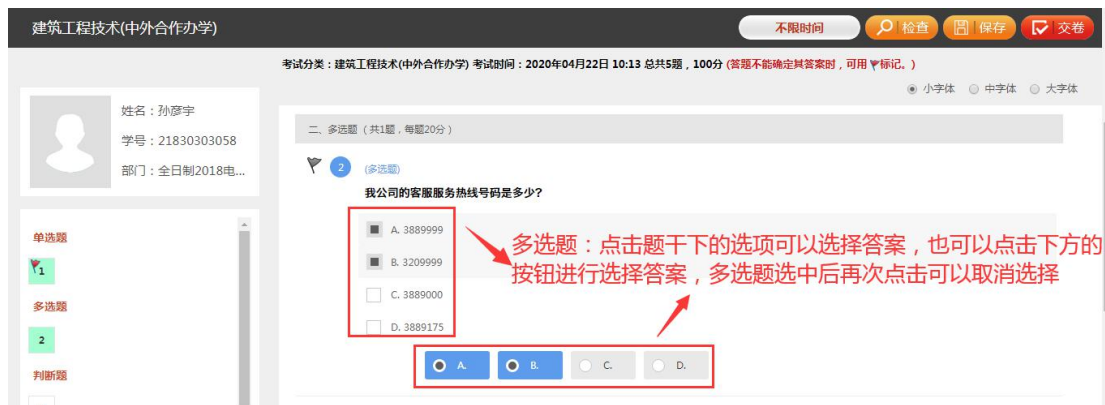 建筑工程技术(中外合作办学)
不限时间 检查 保存 交卷
考试分类：建筑工程技术(中外合作办学) 考试时间：2020年04月22日 10:13 总共5题，100分 (答题不能确定其答案时，可用 标记。)
小字体 中字体 大字体
姓名：孙彦宇
学号：21830303058
部门：全日制2018电...
单选题
1
多选题
2
判断题
二、多选题（共1题，每题20分）
2 (多选题)
我公司的客服服务热线号码是多少?
A. 3889999
B. 3209999
C. 3889000
D. 3889175
多选题：点击题干下的选项可以选择答案，也可以点击下方的
按钮进行选择答案，多选题选中后再次点击可以取消选择
A. B. C. D.